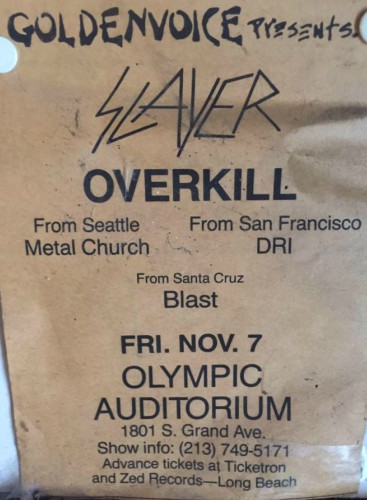 GOLDENVOICE PRESENTS.
SLAYER
OVERKILL
From Seattle From San Francisco
Metal Church DRI
From Santa Cruz
Blast
FRI. NOV. 7
OLYMPIC
AUDITORIUM
1801 S. Grand Ave.
Show info: (213) 749-5171
Advance tickets at Ticketron
and Zed Records—Long Beach